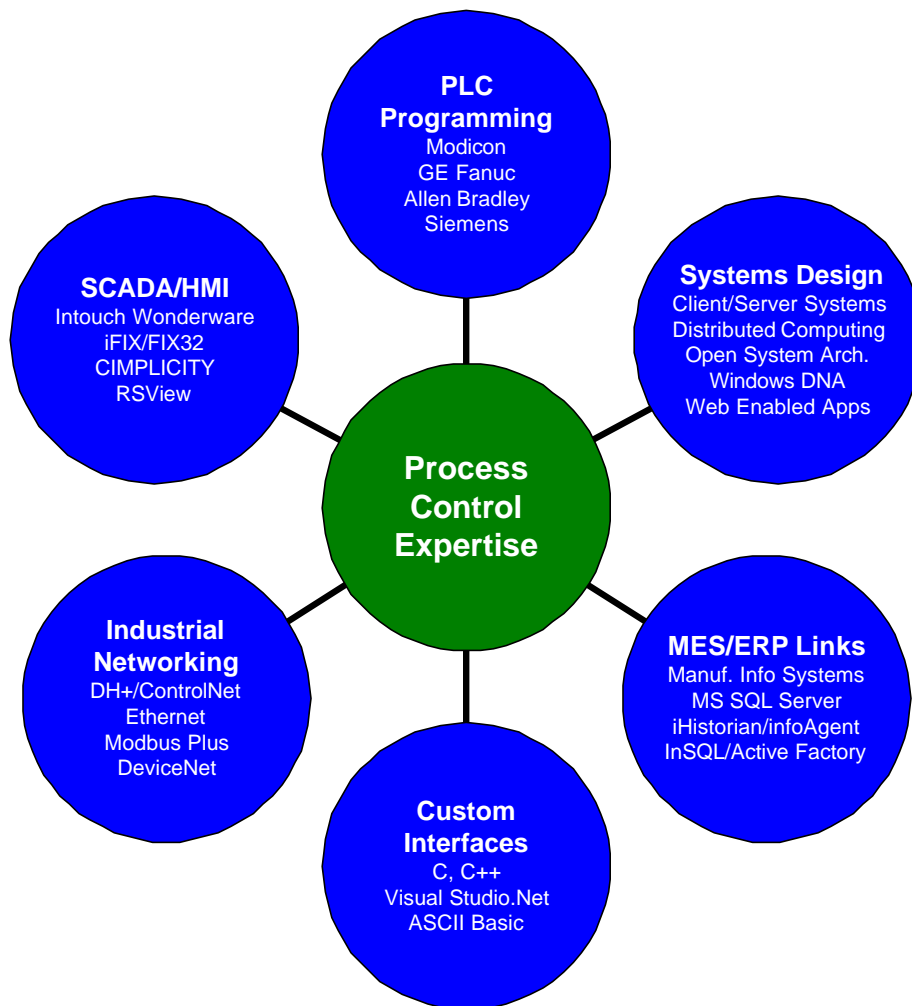 PLC
Programming
Modicon
GE Fanuc
Allen Bradley
Siemens
SCADA/HMI
Intouch Wonderware
iFIX/FIX32
CIMPLICITY
RSView
Systems Design
Client/Server Systems
Distributed Computing
Open System Arch.
Windows DNA
Web Enabled Apps
Process
Control
Expertise
Industrial
Networking
DH+/ControlNet
Ethernet
Modbus Plus
DeviceNet
MES/ERP Links
Manuf. Info Systems
MS SQL Server
iHistorian/infoAgent
InSQL/Active Factory
Custom
Interfaces
C, C++
Visual Studio.Net
ASCII Basic